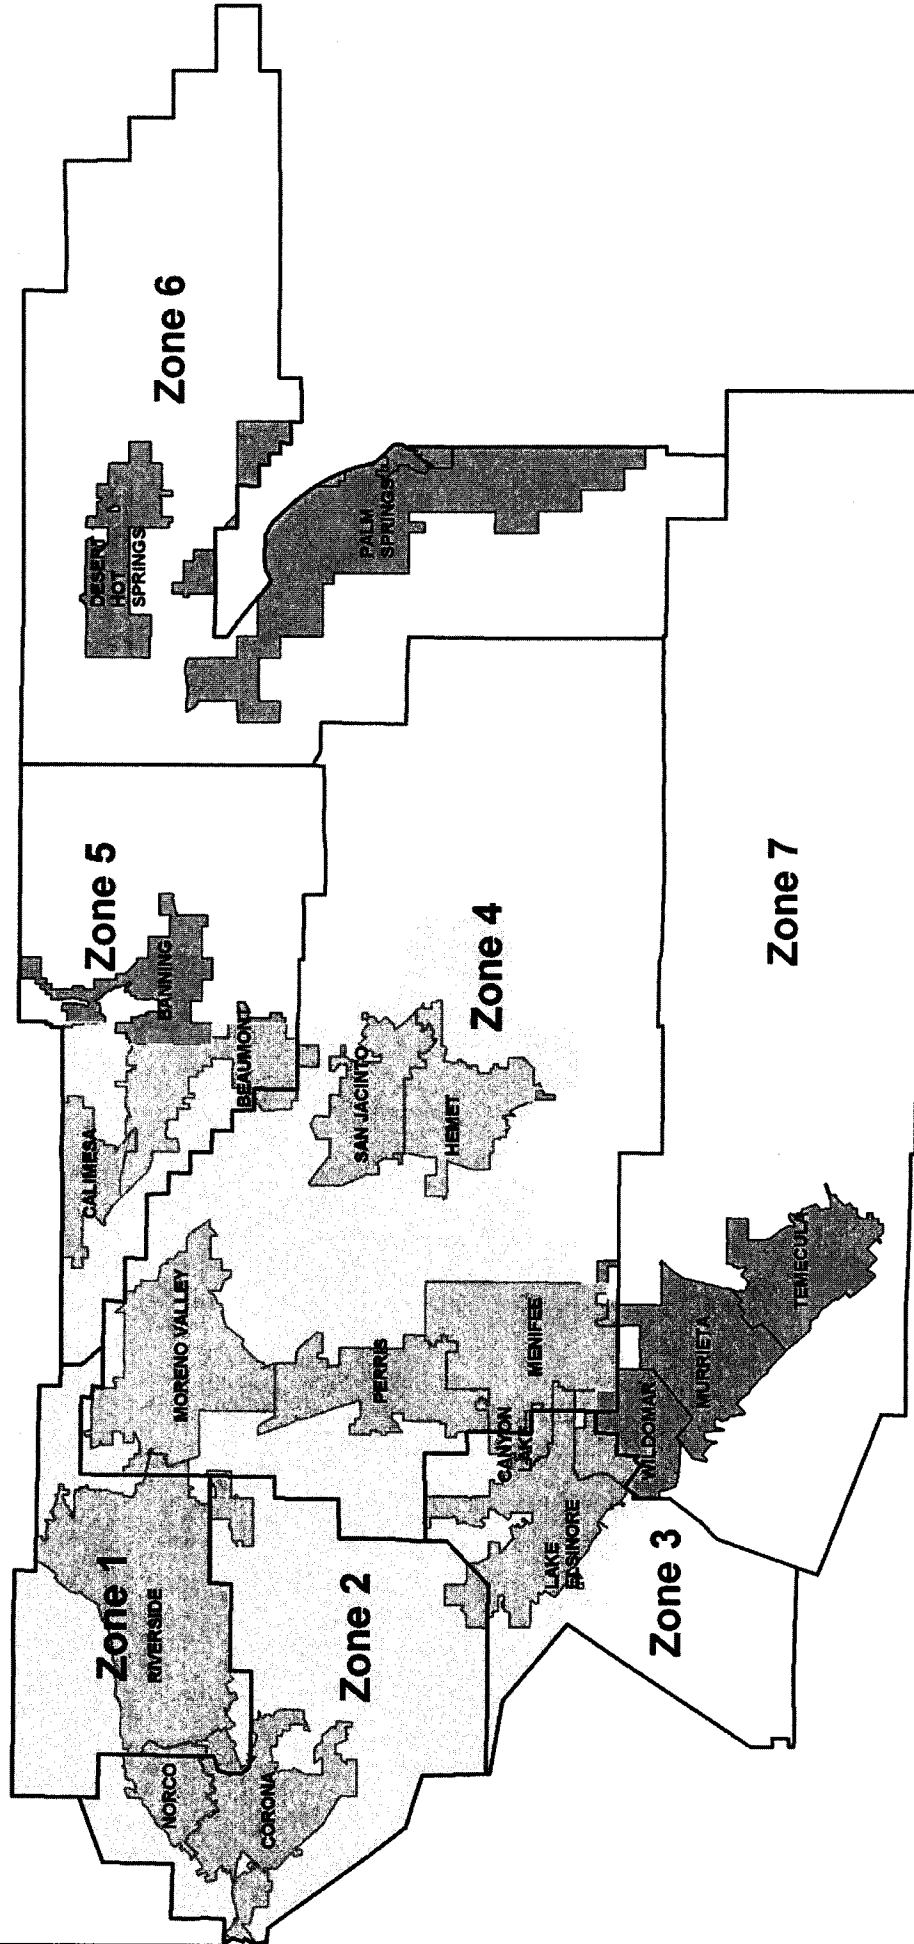 Zone 1
RIVERSIDE
NORCO
CORONA
Zone 2
MORENO VALLEY
PERRIS
MENIFEE
CANYON
LAKE
LAKE
ELSINORE
Zone 3
WILDOMAR
MURRIETA
TEMECULA
CALIMESA
BEAUMONT
BANNING
Zone 5
SAN JACINTO
HEMET
Zone 4
Zone 7
DESERT
HOT
SPRINGS
PALM
SPRINGS
Zone 6